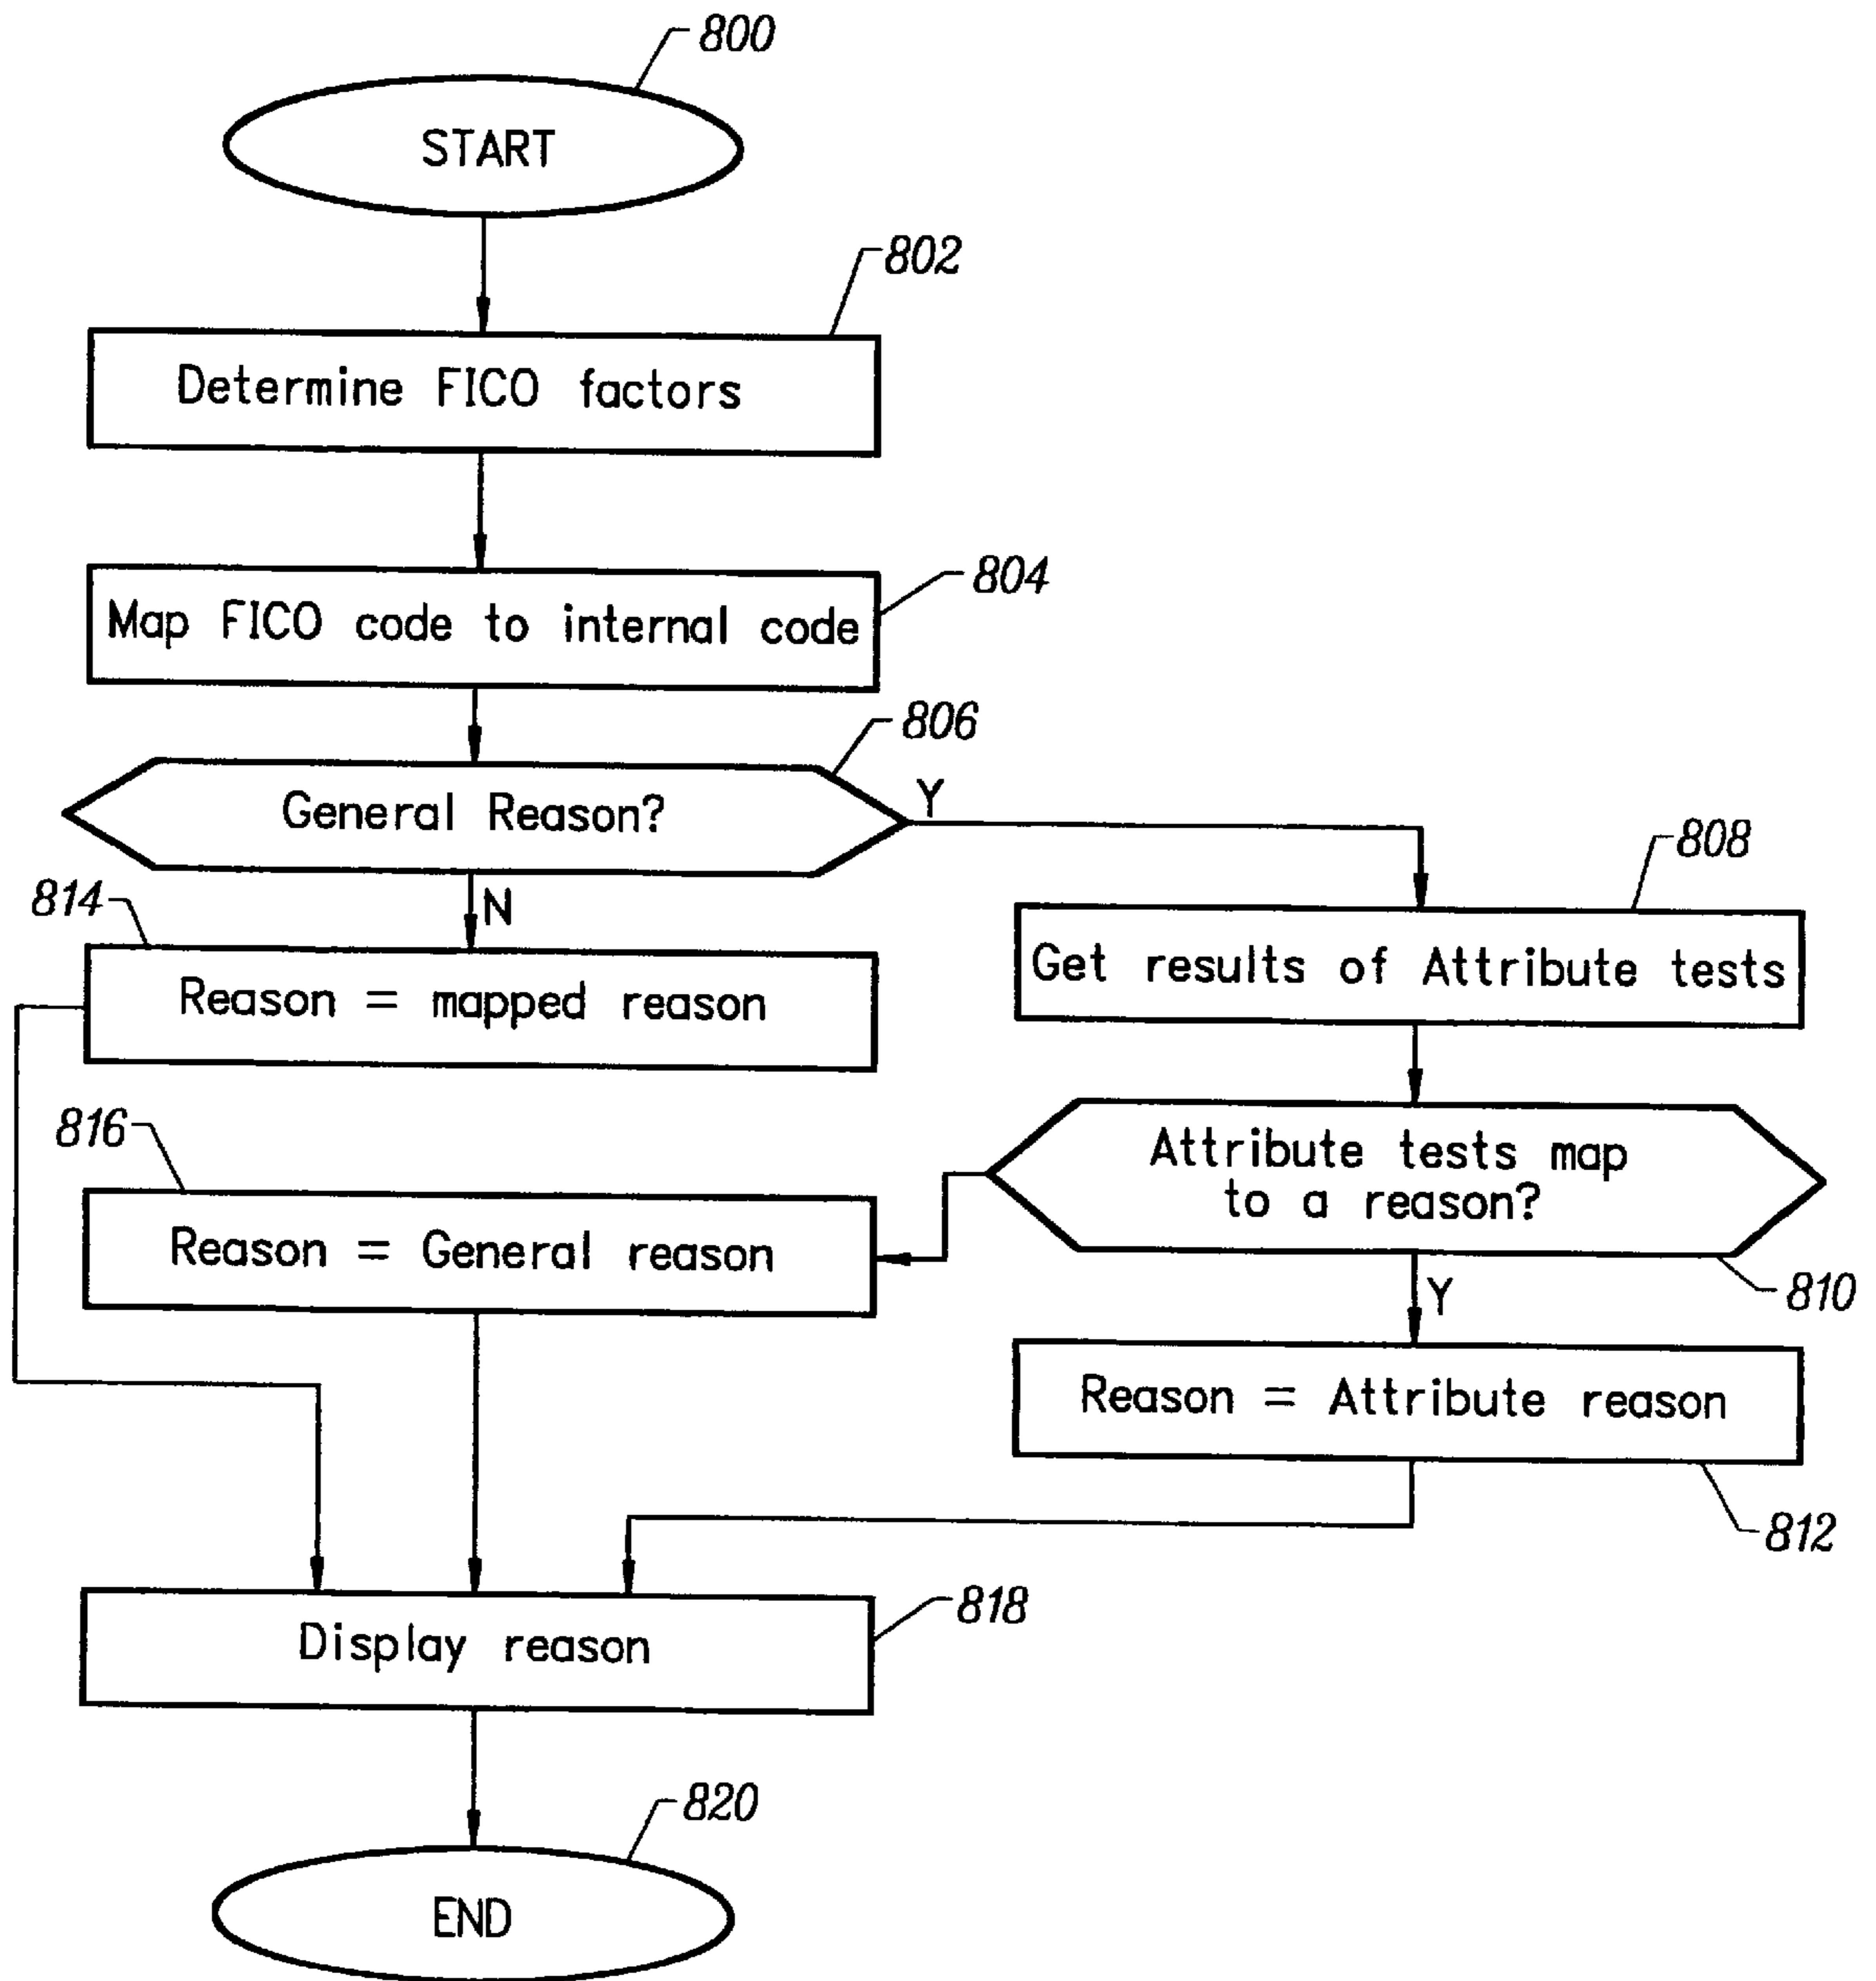 800
START
802
Determine FICO factors
804
Map FICO code to internal code
806
General Reason?
Y
N
808
Get results of Attribute tests
814
Reason = mapped reason
810
Attribute tests map
to a reason?
Y
816
Reason = General reason
812
Reason = Attribute reason
818
Display reason
820
END